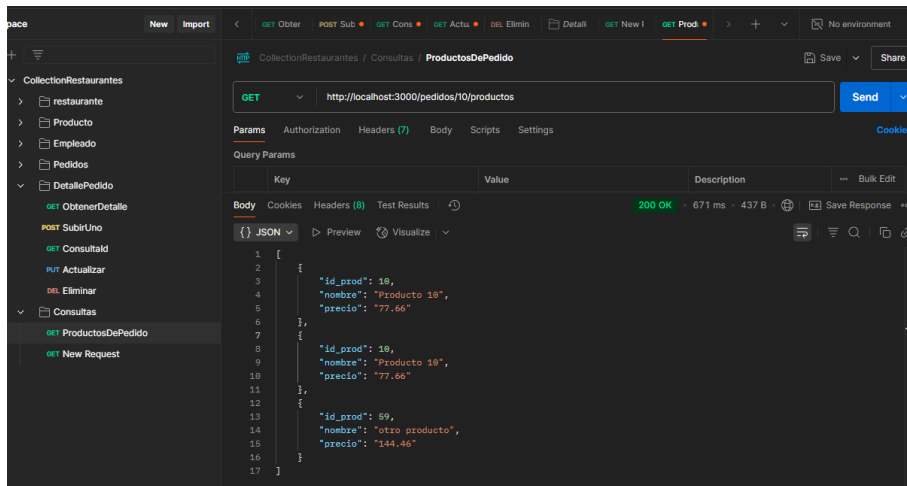 pace New Import
GET Obter POST Sub GET Cons GET Actu. DEL Elimin Detall GET New I GET Prod No environment
CollectionRestaurantes / Consultas / ProductosDePedido Save Share
CollectionRestaurantes
restaurante
Producto
Empleado
Pedidos
DetallePedido
GET ObtenerDetalle
POST SubirUno
GET ConsultaId
PUT Actualizar
DEL Eliminar
Consultas
GET ProductosDePedido
GET New Request
GET http://localhost:3000/pedidos/10/productos Send
Params Authorization Headers (7) Body Scripts Settings Cookie
Query Params
Key Value Description Bulk Edit
Body Cookies Headers (8) Test Results 200 OK 671 ms 437 B Save Response
{} JSON Preview Visualize
1 [
2 {
3 "id_prod": 10,
4 "nombre": "Producto 10",
5 "precio": "77.66"
6 },
7 {
8 "id_prod": 10,
9 "nombre": "Producto 10",
10 "precio": "77.66"
11 },
12 {
13 "id_prod": 59,
14 "nombre": "otro producto",
15 "precio": "144.46"
16 }
17 ]